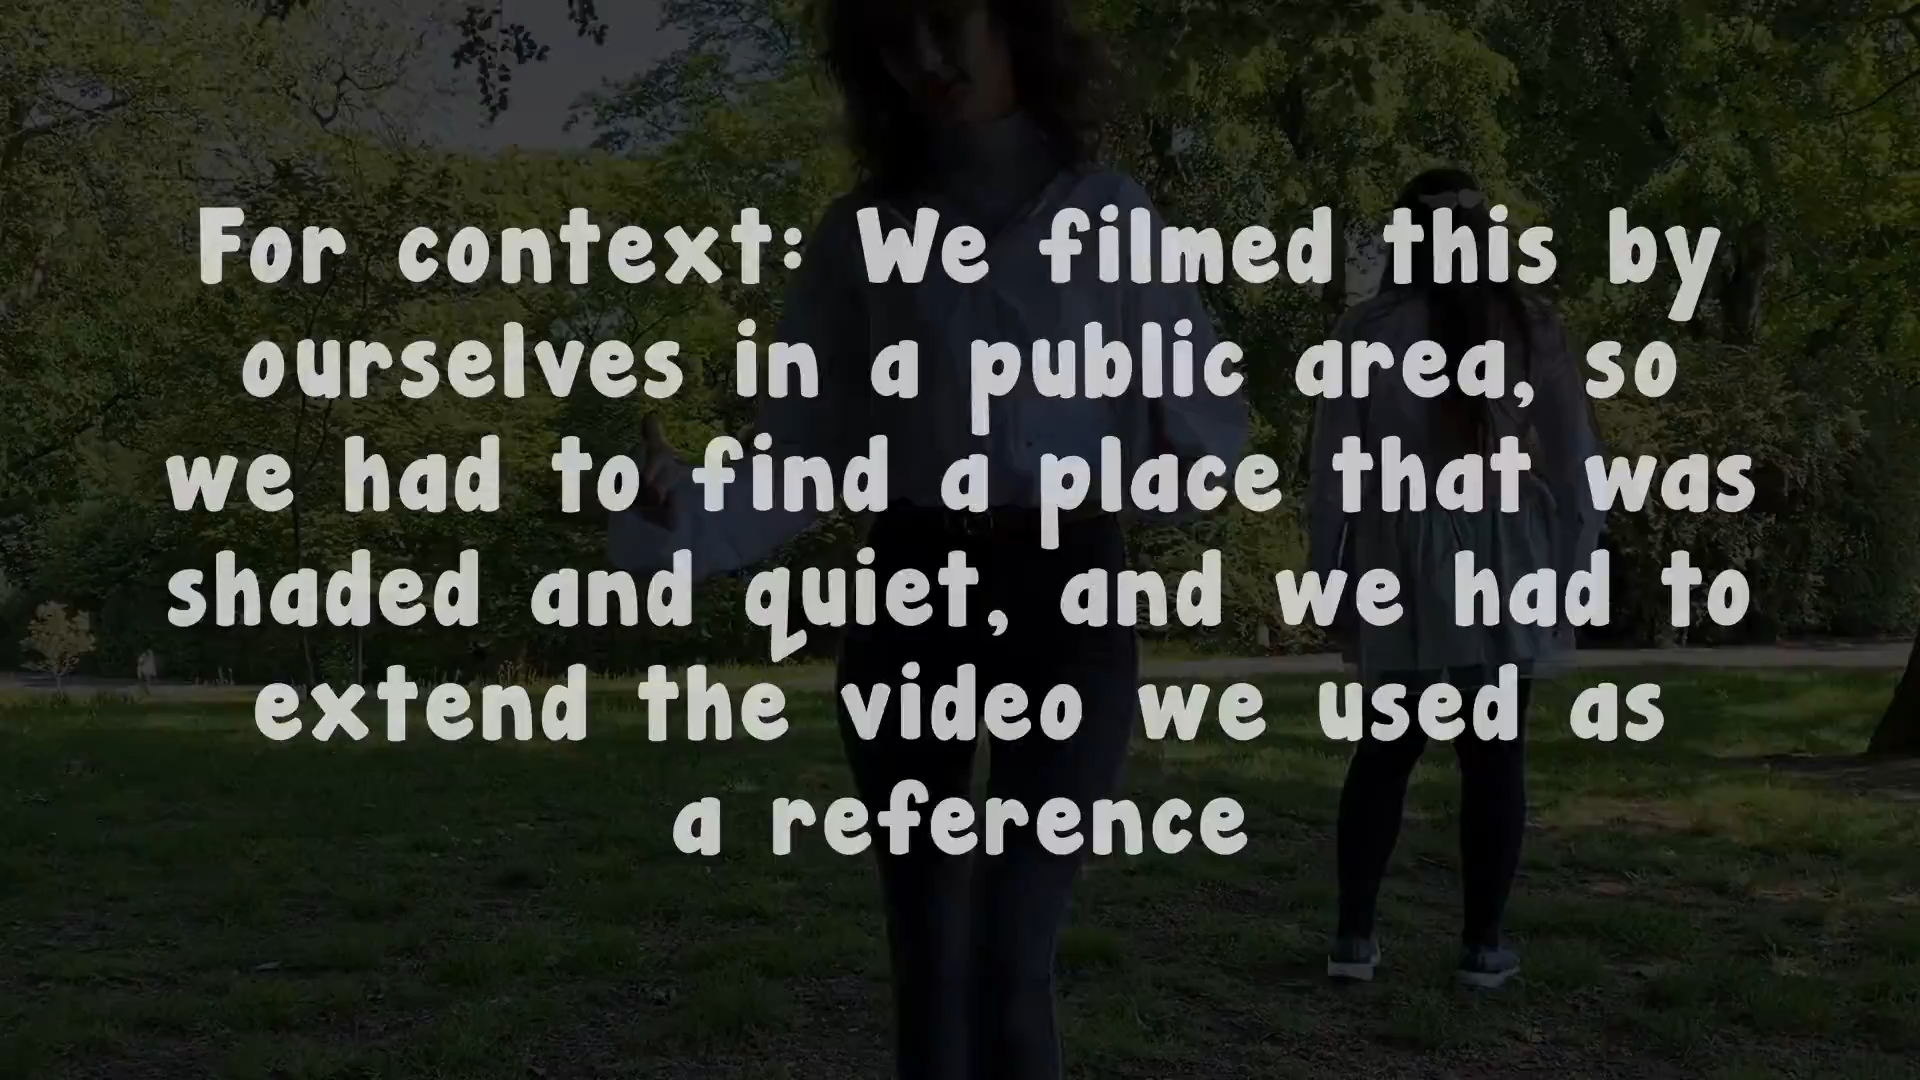 For context: We filmed this by
ourselves in a public area, so
we had to find a place that was
shaded and quiet, and we had to
extend the video we used as
a reference